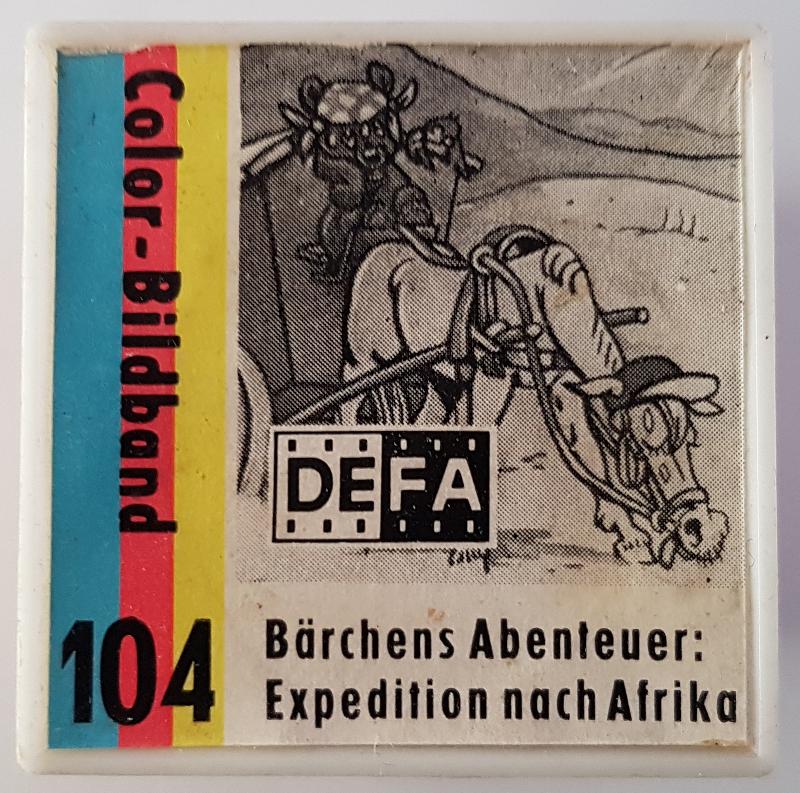 Color-Bildband
DEFA
104
Bärchens Abenteuer:
Expedition nach Afrika